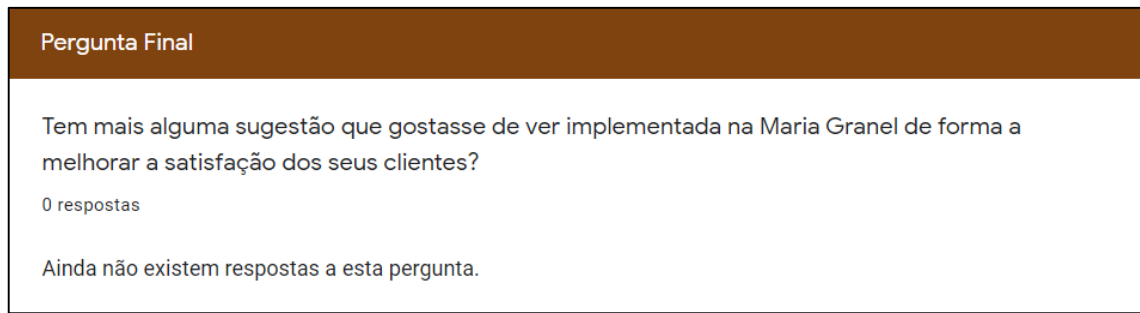 Pergunta Final
Tem mais alguma sugestão que gostasse de ver implementada na Maria Granel de forma a
melhorar a satisfação dos seus clientes?
0 respostas
Ainda não existem respostas a esta pergunta.